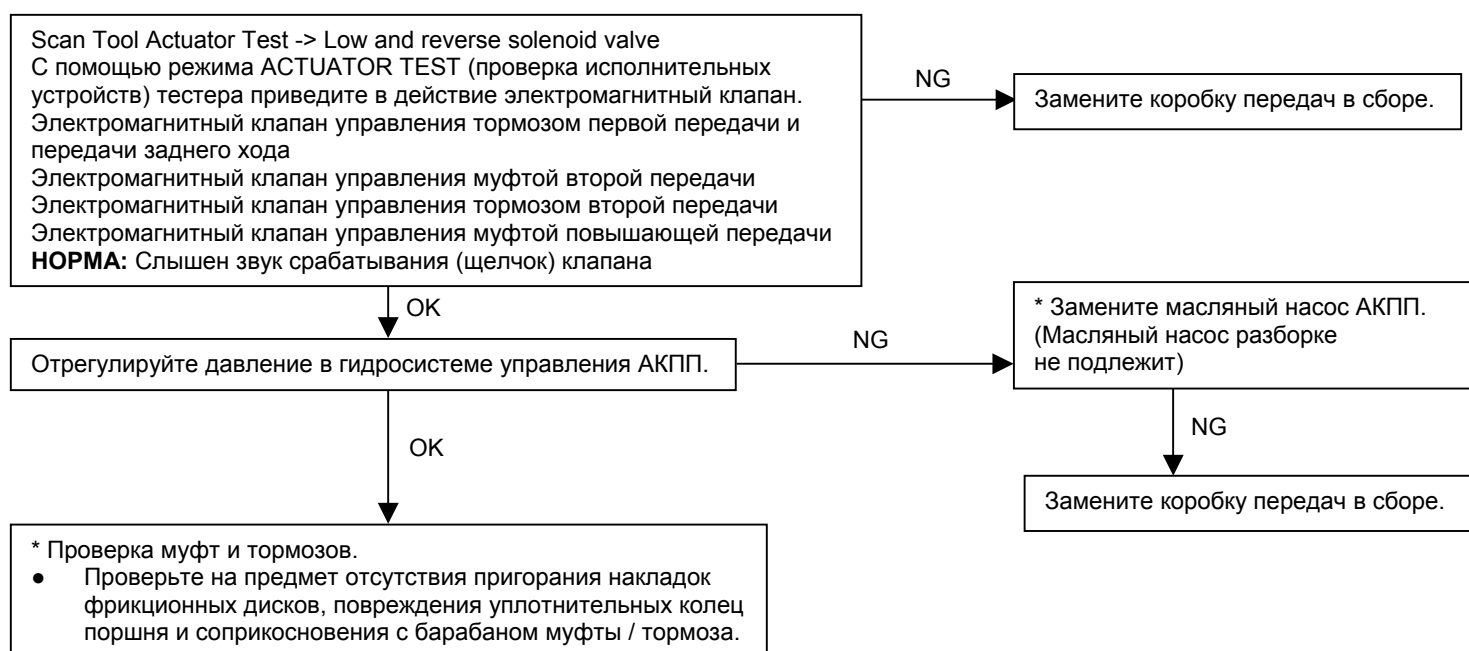 Scan Tool Actuator Test -> Low and reverse solenoid valve
С помощью режима ACTUATOR TEST (проверка исполнительных
устройств) тестера приведите в действие электромагнитный клапан.
Электромагнитный клапан управления тормозом первой передачи и
передачи заднего хода
Электромагнитный клапан управления муфтой второй передачи
Электромагнитный клапан управления тормозом второй передачи
Электромагнитный клапан управления муфтой повышающей передачи
НОРМА: Слышен звук срабатывания (щелчок) клапана
NG
Замените коробку передач в сборе.
OK
Отрегулируйте давление в гидросистеме управления АКПП.
NG
* Замените масляный насос АКПП.
(Масляный насос разборке
не подлежит)
NG
Замените коробку передач в сборе.
OK
* Проверка муфт и тормозов.
● Проверьте на предмет отсутствия пригорания накладок
фрикционных дисков, повреждения уплотнительных колец
поршня и соприкосновения с барабаном муфты / тормоза.